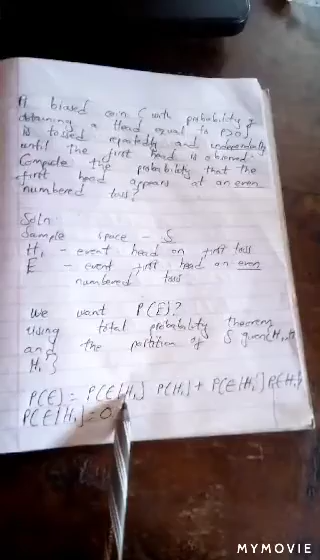 A biased coin { with probability of
obtaining a Head equal to P>0}
is tossed repeatedly and independently
until the first head is observed.
Compute the probability that the
first head appears at an even
numbered toss?
Soln
Sample space - S
H₁ - event head on first toss
E - event first head on even
numbered toss
We want P(E)?
using total probability theorem
and the partition of S given {H₁,
H₁}
P(E) = P(E|H₁) P(H₁) + P(E|H₁') P(H₁')
P(E|H₁) = 0
MYMOVIE